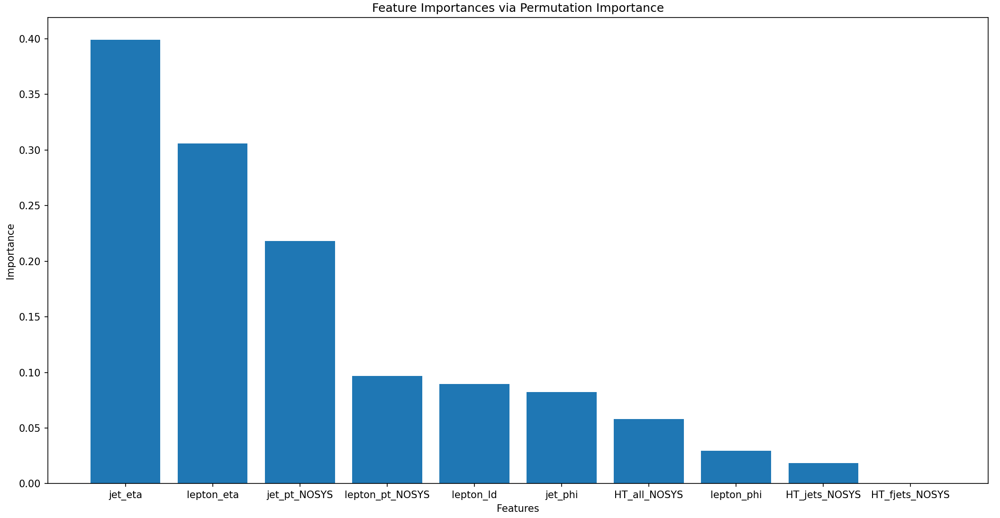 Feature Importances via Permutation Importance
0.40
0.35
0.30
0.25
0.20
0.15
0.10
0.05
0.00
Importance
jet_eta lepton_eta jet_pt_NOSYS lepton_pt_NOSYS lepton_Id jet_phi HT_all_NOSYS lepton_phi HT_jets_NOSYS HT_fjets_NOSYS
Features